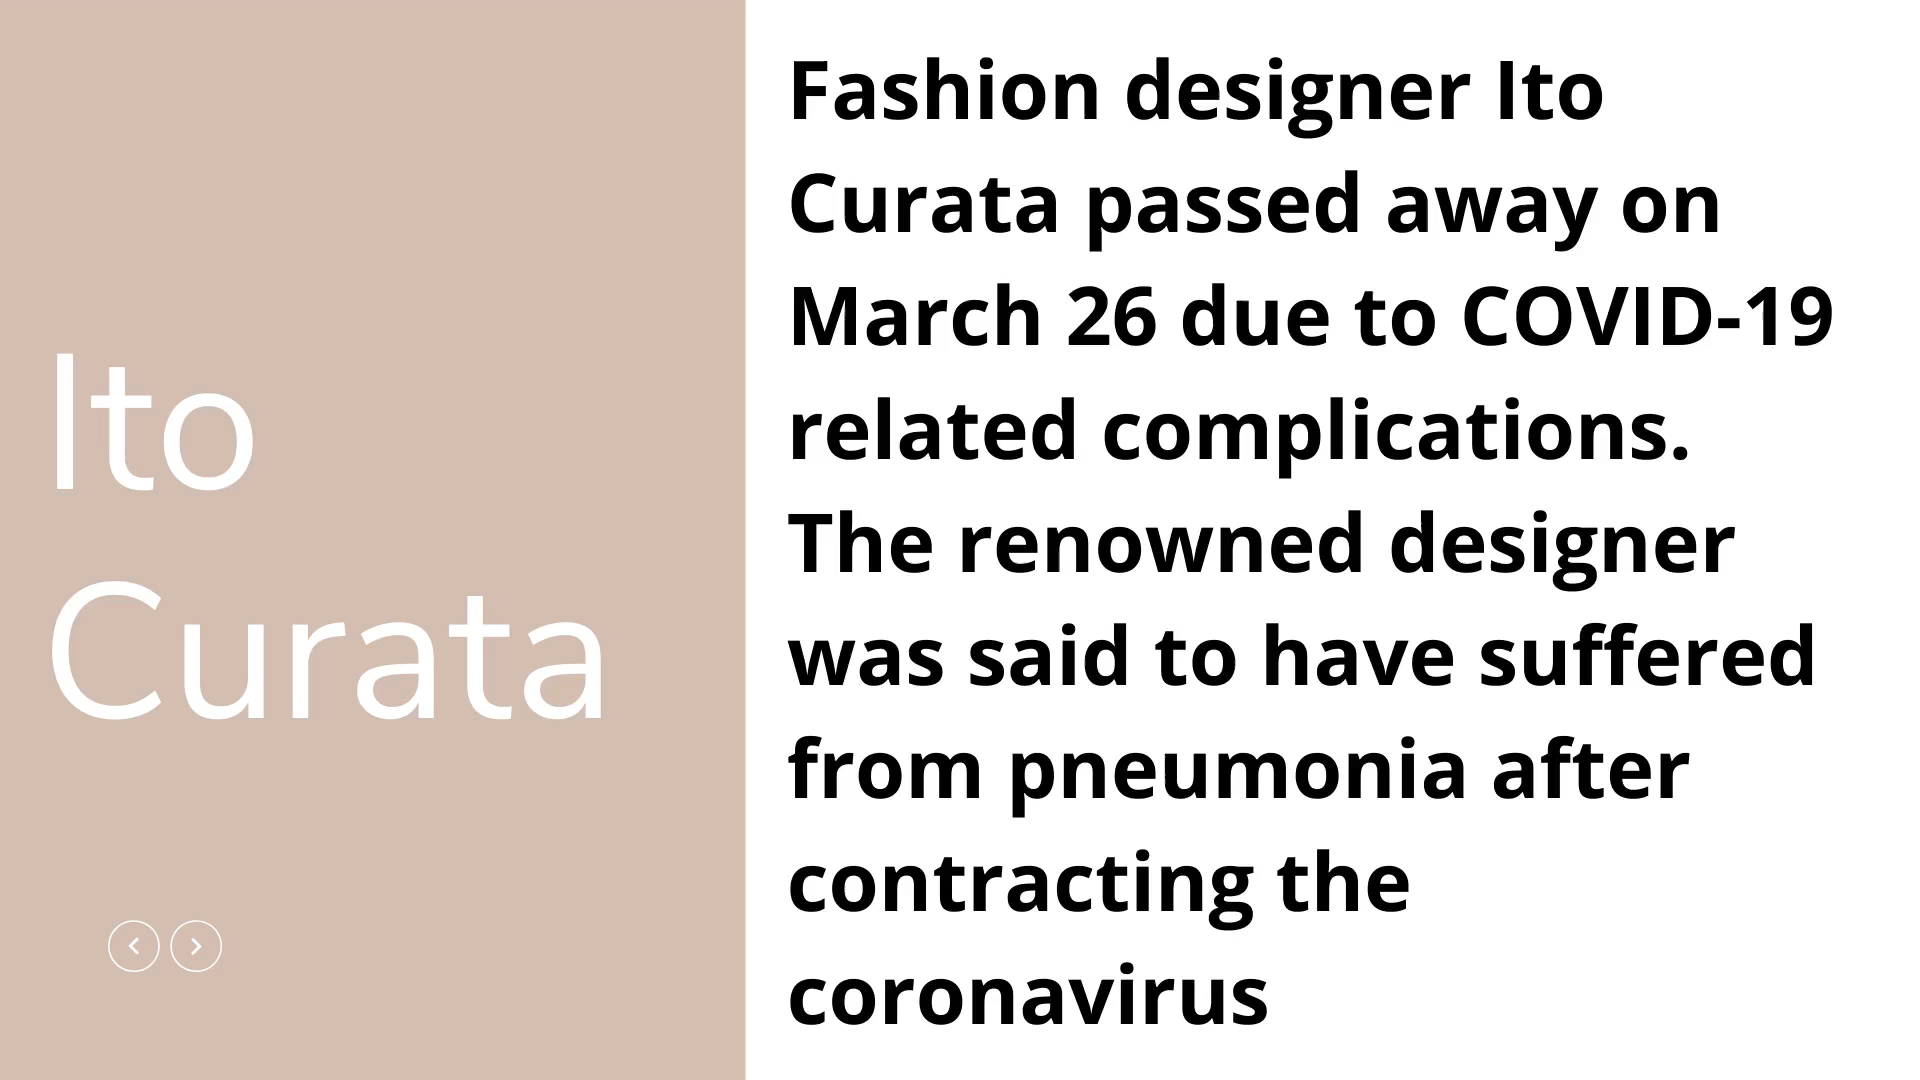 Ito
Curata
Fashion designer Ito
Curata passed away on
March 26 due to COVID-19
related complications.
The renowned designer
was said to have suffered
from pneumonia after
contracting the
coronavirus